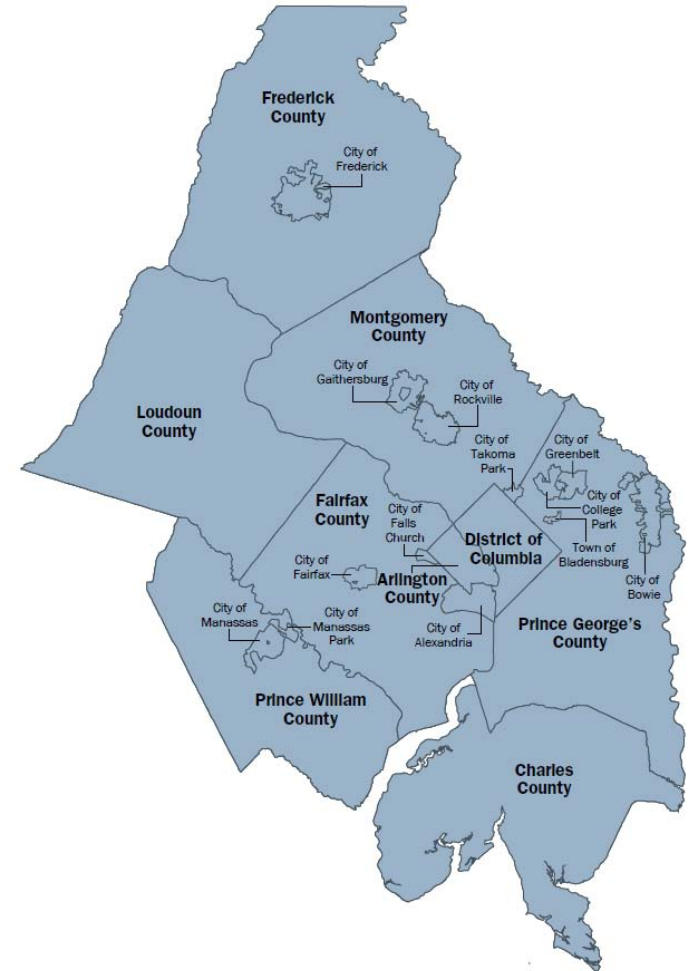 Frederick
County
City of
Frederick
Montgomery
County
City of
Gaithersburg
City of
Rockville
Loudoun
County
City of
Takoma
Park
City of
Greenbelt
City of
College
Park
Fairfax
County
City of
Falls
Church
District of
Columbia
Town of
Bladensburg
City of
Fairfax
Arlington
County
City of
Bowie
City of
Manassas
City of
Manassas
Park
City of
Alexandria
Prince George's
County
Prince William
County
Charles
County